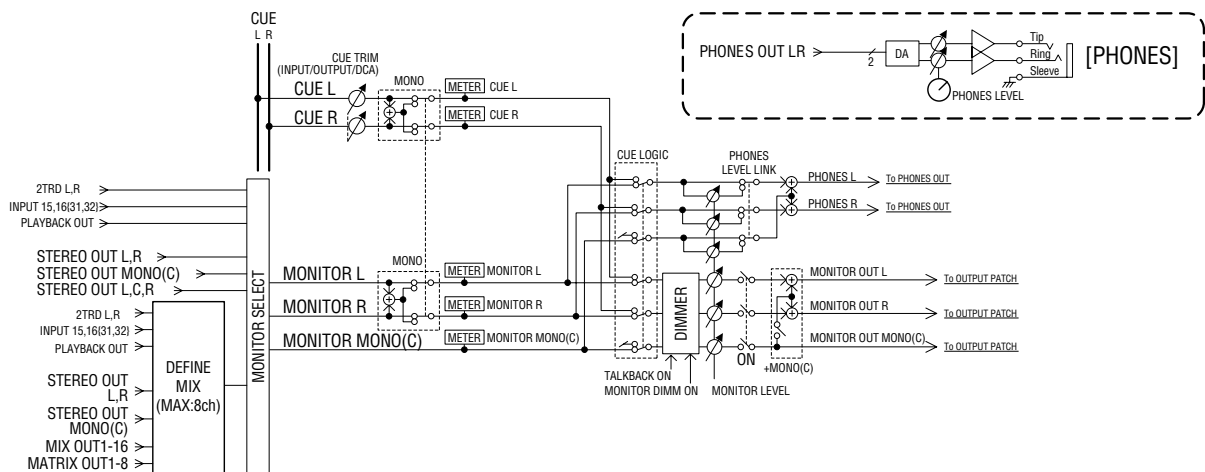 CUE
L R
CUE TRIM
(INPUT/OUTPUT/DCA)
CUE L
CUE R
MONO
METER CUE L
METER CUE R
PHONES OUT LR
2
DA
Tip
Ring
Sleeve
PHONES LEVEL
[PHONES]
2TRD L,R
INPUT 15,16(31,32)
PLAYBACK OUT
STEREO OUT L,R
STEREO OUT MONO(C)
STEREO OUT L,C,R
2TRD L,R
INPUT 15,16(31,32)
PLAYBACK OUT
STEREO OUT
L,R
STEREO OUT
MONO(C)
MIX OUT1-16
MATRIX OUT1-8
DEFINE
MIX
(MAX:8ch)
MONITOR SELECT
MONITOR L
MONITOR R
MONITOR MONO(C)
MONO
METER MONITOR L
METER MONITOR R
METER MONITOR MONO(C)
CUE LOGIC
PHONES
LEVEL LINK
PHONES L
To PHONES OUT
PHONES R
To PHONES OUT
DIMMER
TALKBACK ON
MONITOR DIMM ON
MONITOR LEVEL
ON
+MONO(C)
MONITOR OUT L
To OUTPUT PATCH
MONITOR OUT R
To OUTPUT PATCH
MONITOR OUT MONO(C)
To OUTPUT PATCH